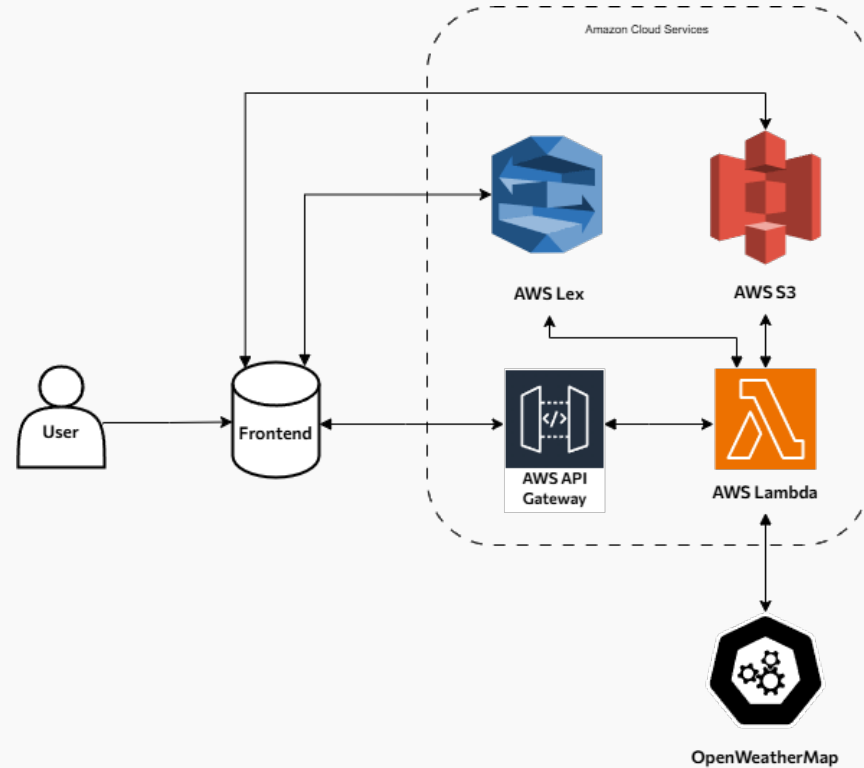 Amazon Cloud Services
AWS Lex
AWS S3
User
Frontend
</>
AWS API
Gateway
AWS Lambda
OpenWeatherMap